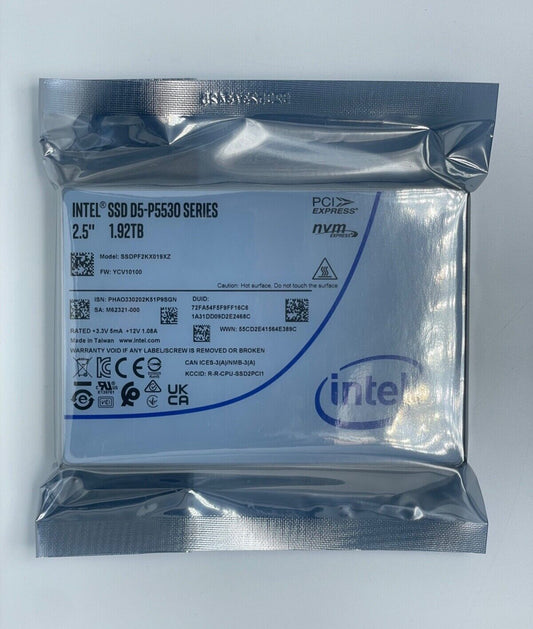 INTEL® SSD D5-P5530 SERIES
2.5" 1.92TB
PCI EXPRESS®
nvm EXPRESS
Model: SSDPF2KX019XZ
FW: YCV10100
Caution: Hot surface. Do not touch the surface
ISN: PHAO330202K61P9SGN
SA: M62321-000
DUID:
72FA54F5F9FF16C6
1A31DD09D2E2468C
WWN: 55CD2E41564E389C
RATED +3.3V 5mA +12V 1.08A
Made in Taiwan www.intel.com
WARRANTY VOID IF ANY LABEL/SCREW IS REMOVED OR BROKEN
CAN ICES-3(A)/NMB-3(A)
KCCID: R-R-CPU-SSD2PCI1
UK
CA
intel